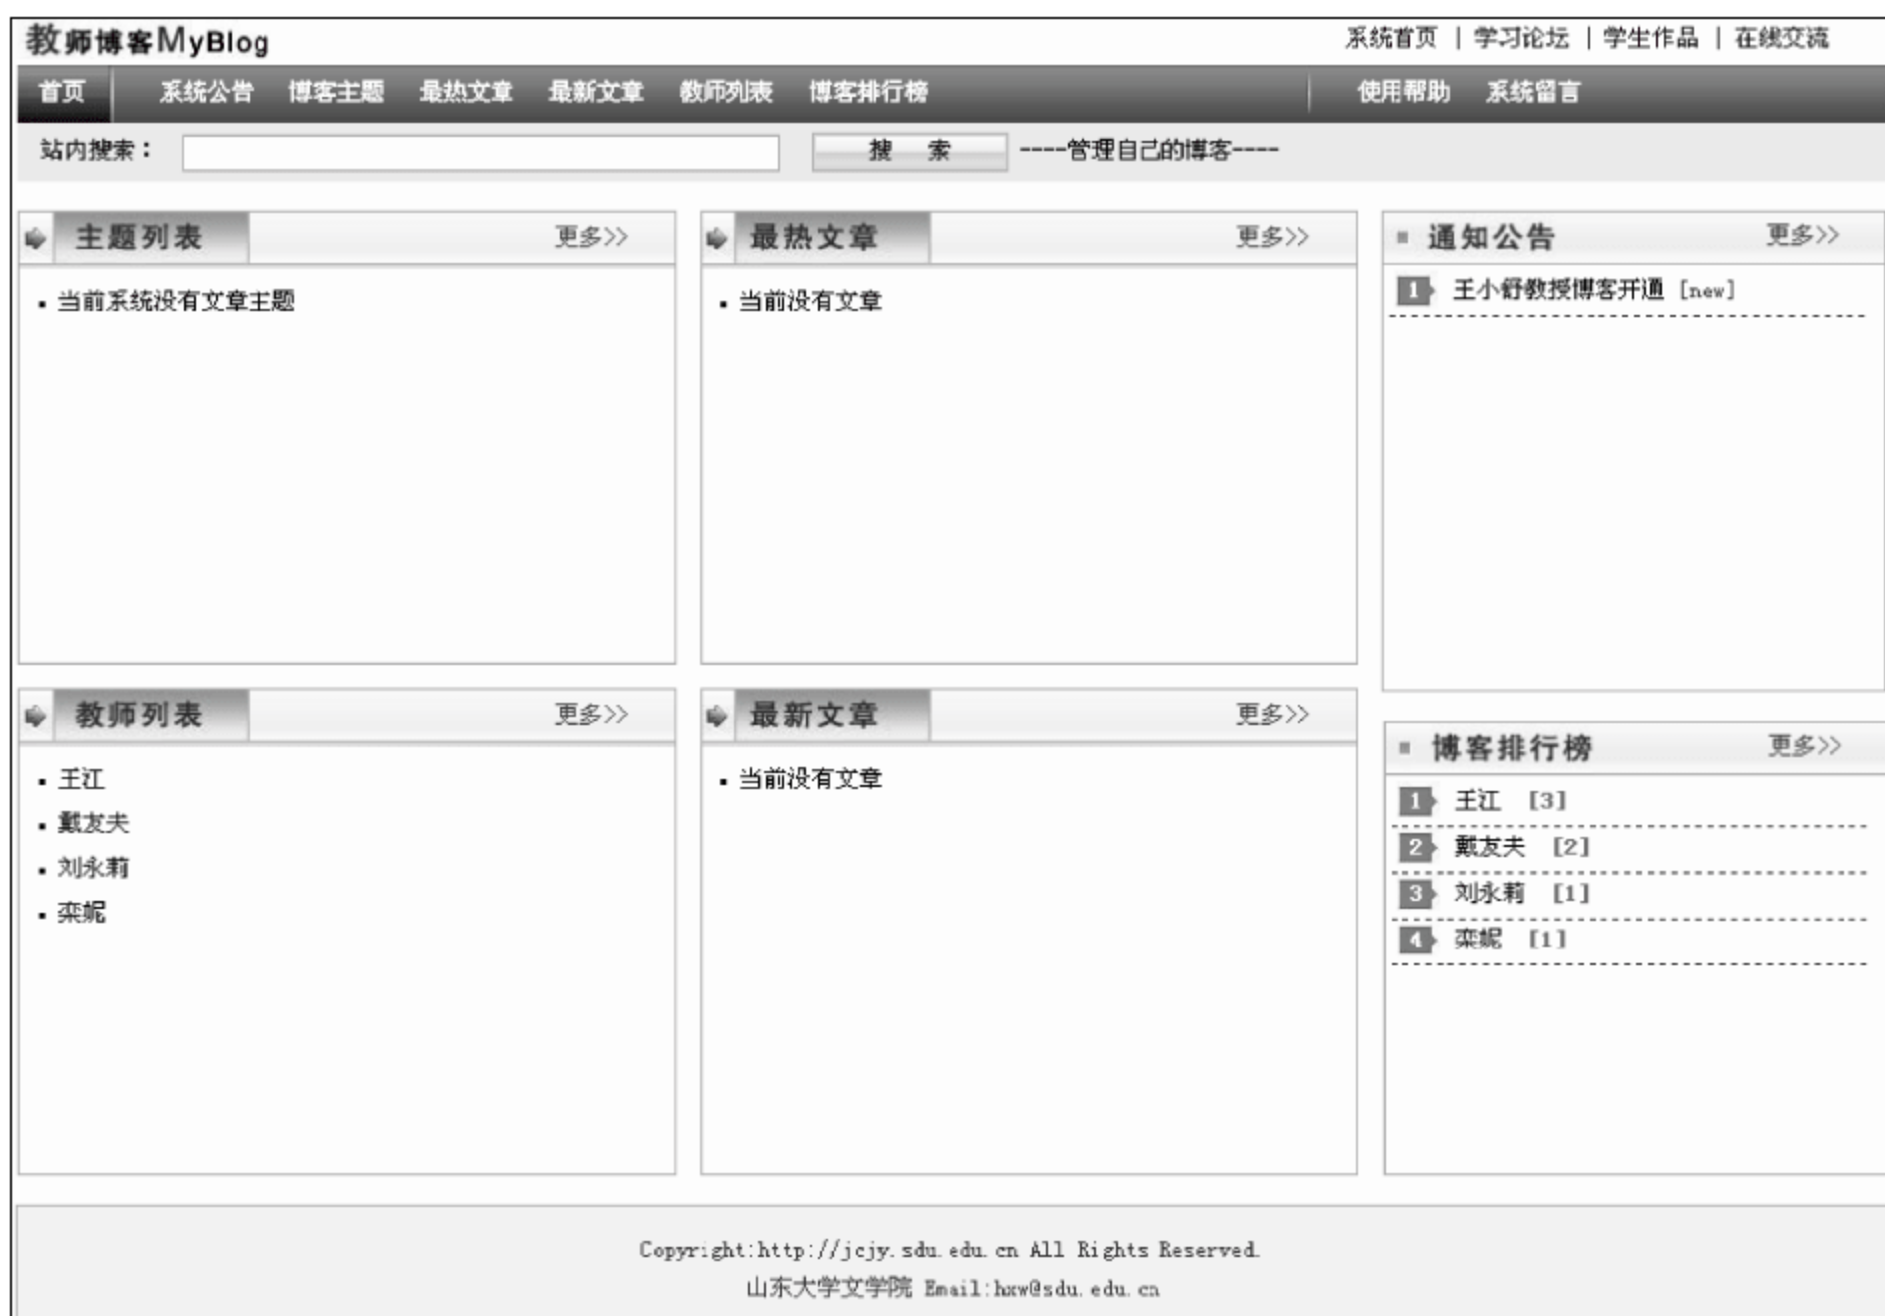 教师博客MyBlog
系统首页 | 学习论坛 | 学生作品 | 在线交流
首页 系统公告 博客主题 最热文章 最新文章 教师列表 博客排行榜 使用帮助 系统留言
站内搜索： 搜 索 ----管理自己的博客----
主题列表 更多>>
当前系统没有文章主题
最热文章 更多>>
当前没有文章
通知公告 更多>>
1 王小舒教授博客开通 [new]
教师列表 更多>>
王江
戴友夫
刘永莉
栾妮
最新文章 更多>>
当前没有文章
博客排行榜 更多>>
1 王江 [3]
2 戴友夫 [2]
3 刘永莉 [1]
4 栾妮 [1]
Copyright:http://jcjy.sdu.edu.cn All Rights Reserved.
山东大学文学院 Email:hxw@sdu.edu.cn